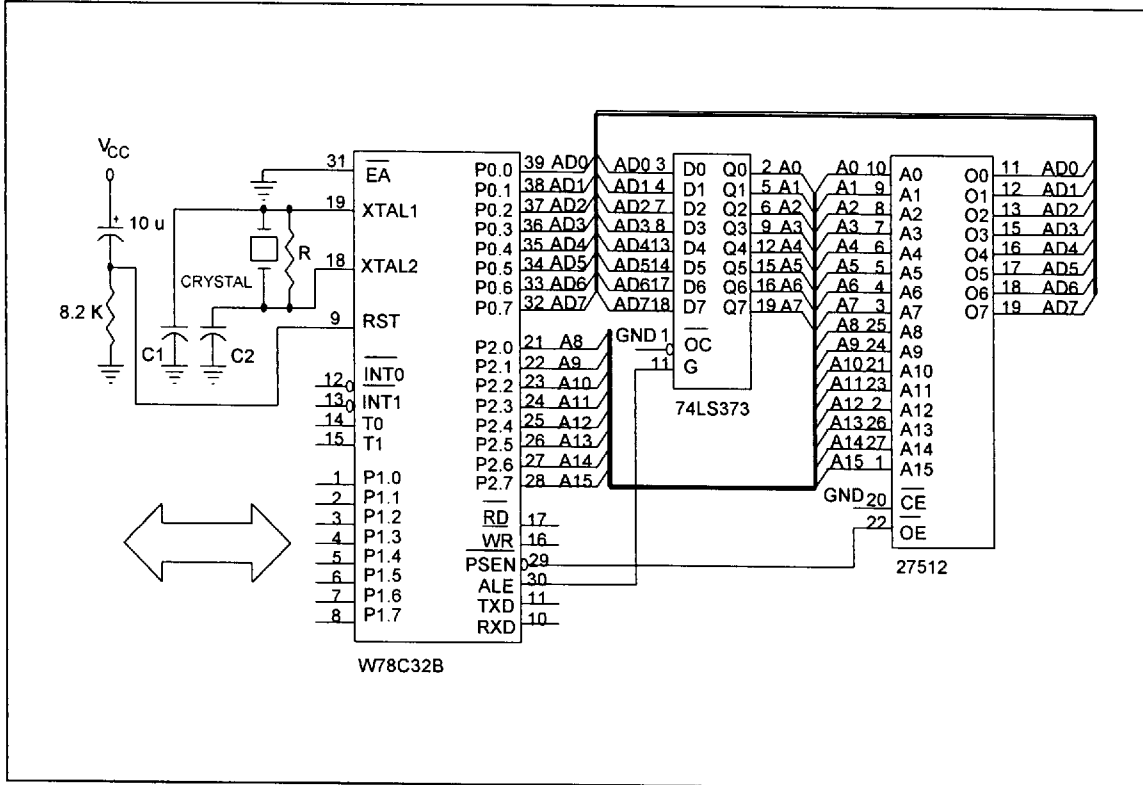 VCC
10 u
8.2 K
C1
C2
CRYSTAL
R
31 EA
19 XTAL1
18 XTAL2
9 RST
12 INT0
13 INT1
14 T0
15 T1
1 P1.0
2 P1.1
3 P1.2
4 P1.3
5 P1.4
6 P1.5
7 P1.6
8 P1.7
P0.0 39 AD0
P0.1 38 AD1
P0.2 37 AD2
P0.3 36 AD3
P0.4 35 AD4
P0.5 34 AD5
P0.6 33 AD6
P0.7 32 AD7
P2.0 21 A8
P2.1 22 A9
P2.2 23 A10
P2.3 24 A11
P2.4 25 A12
P2.5 26 A13
P2.6 27 A14
P2.7 28 A15
RD 17
WR 16
PSEN 29
ALE 30
TXD 11
RXD 10
W78C32B
AD0 3 D0 Q0 2 A0
AD1 4 D1 Q1 5 A1
AD2 7 D2 Q2 6 A2
AD3 8 D3 Q3 9 A3
AD4 13 D4 Q4 12 A4
AD5 14 D5 Q5 15 A5
AD6 17 D6 Q6 16 A6
AD7 18 D7 Q7 19 A7
GND 1 OC
11 G
74LS373
A0 10 A0 O0 11 AD0
A1 9 A1 O1 12 AD1
A2 8 A2 O2 13 AD2
A3 7 A3 O3 15 AD3
A4 6 A4 O4 16 AD4
A5 5 A5 O5 17 AD5
A6 4 A6 O6 18 AD6
A7 3 A7 O7 19 AD7
A8 25 A8
A9 24 A9
A10 21 A10
A11 23 A11
A12 2 A12
A13 26 A13
A14 27 A14
A15 1 A15
GND 20 CE
22 OE
27512